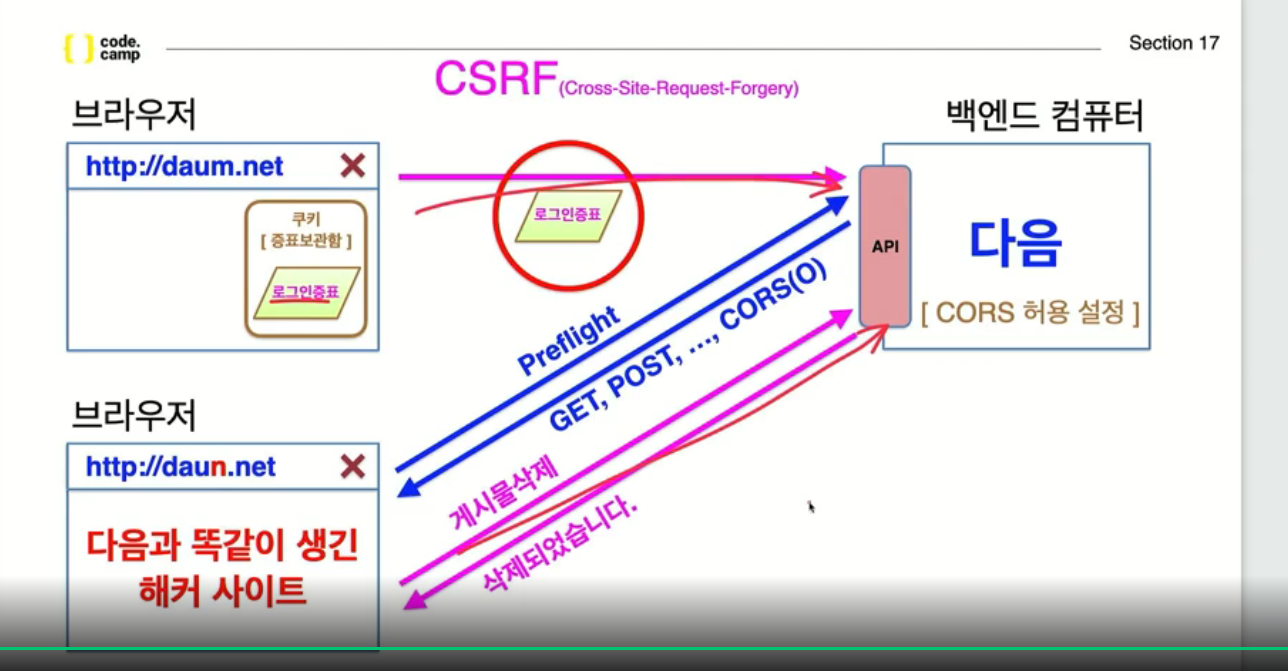 { } code.
camp
Section 17
CSRF(Cross-Site-Request-Forgery)
브라우저
http://daum.net
쿠키
[ 증표보관함 ]
로그인증표
로그인증표
백엔드 컴퓨터
API
다음
[ CORS 허용 설정 ]
Preflight
GET, POST, ..., CORS(O)
브라우저
http://daun.net
다음과 똑같이 생긴
해커 사이트
게시물삭제
삭제되었습니다.